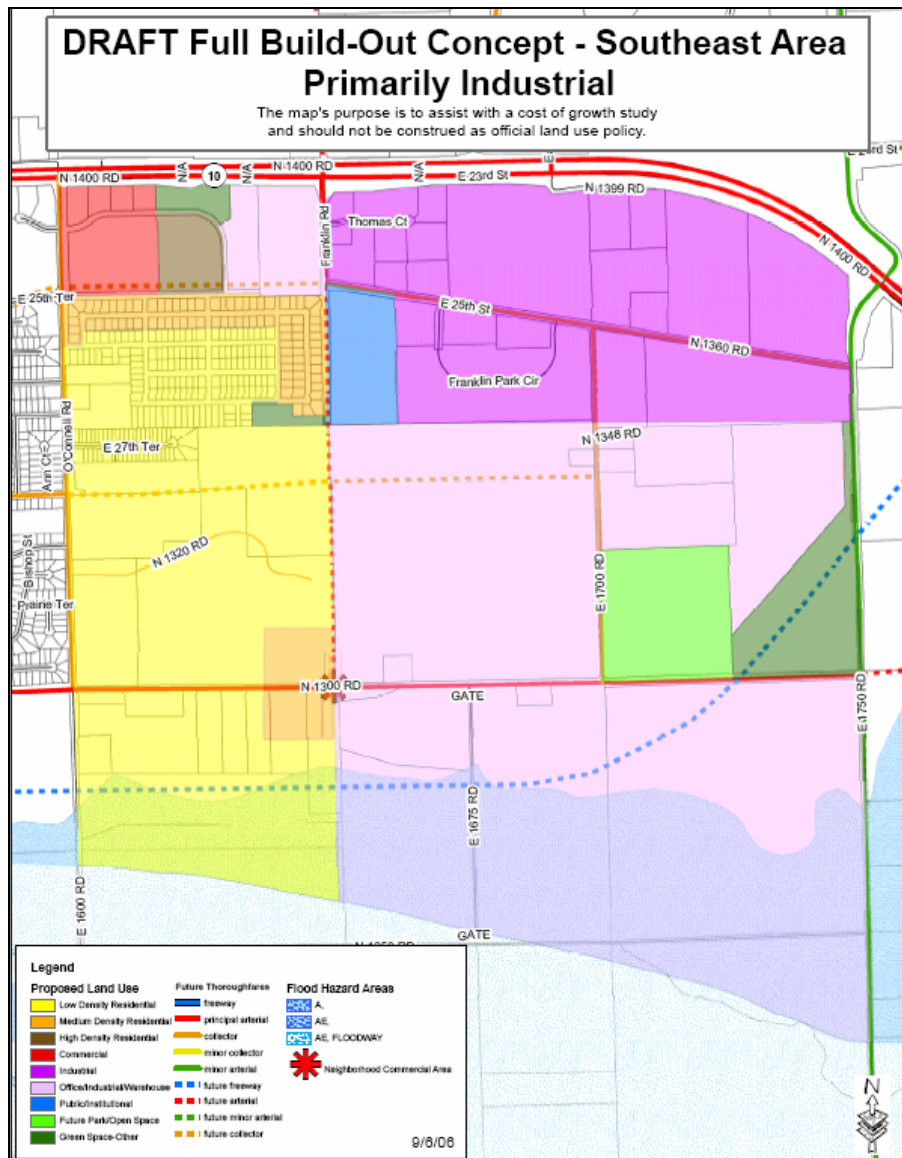 DRAFT Full Build-Out Concept - Southeast Area
Primarily Industrial
The map's purpose is to assist with a cost of growth study
and should not be construed as official land use policy.
N/A
N 1400 RD
N/A
E 23rd St
N 1400 RD
10
N/A
E 23rd St
N 1399 RD
N/A
Franklin Rd
Thomas Ct
N 1400 RD
E 25th Ter
E 25th St
N 1360 RD
Franklin Park Cir
Ann Ct
O'Connell Rd
E 27th Ter
N 1348 RD
Bishop St
N 1320 RD
Prairie Ter
E 1700 RD
N 1300 RD
GATE
E 1750 RD
E 1675 RD
E 1600 RD
GATE
Legend
Proposed Land Use
Low Density Residential
Medium Density Residential
High Density Residential
Commercial
Industrial
Office/Industrial/Warehouse
Public/Institutional
Future Park/Open Space
Green Space-Other
Future Thoroughfares
freeway
principal arterial
collector
minor collector
minor arterial
future freeway
future arterial
future minor arterial
future collector
Flood Hazard Areas
A,
AE,
AE, FLOODWAY
Neighborhood Commercial Area
9/6/06
N